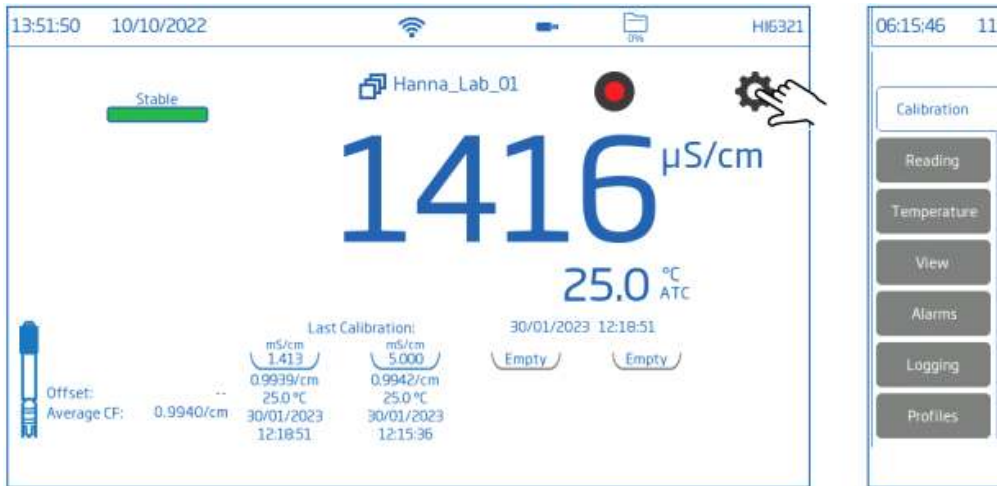 13:51:50 10/10/2022 0% HI6321
Hanna_Lab_01
Stable
1416 µS/cm
25.0 °C
ATC
Last Calibration: 30/01/2023 12:18:51
mS/cm mS/cm
1.413 5.000 Empty Empty
0.9939/cm 0.9942/cm
Offset: -- 25.0 °C 25.0 °C
Average CF: 0.9940/cm 30/01/2023 30/01/2023
12:18:51 12:15:36
06:15:46 11
Calibration
Reading
Temperature
View
Alarms
Logging
Profiles